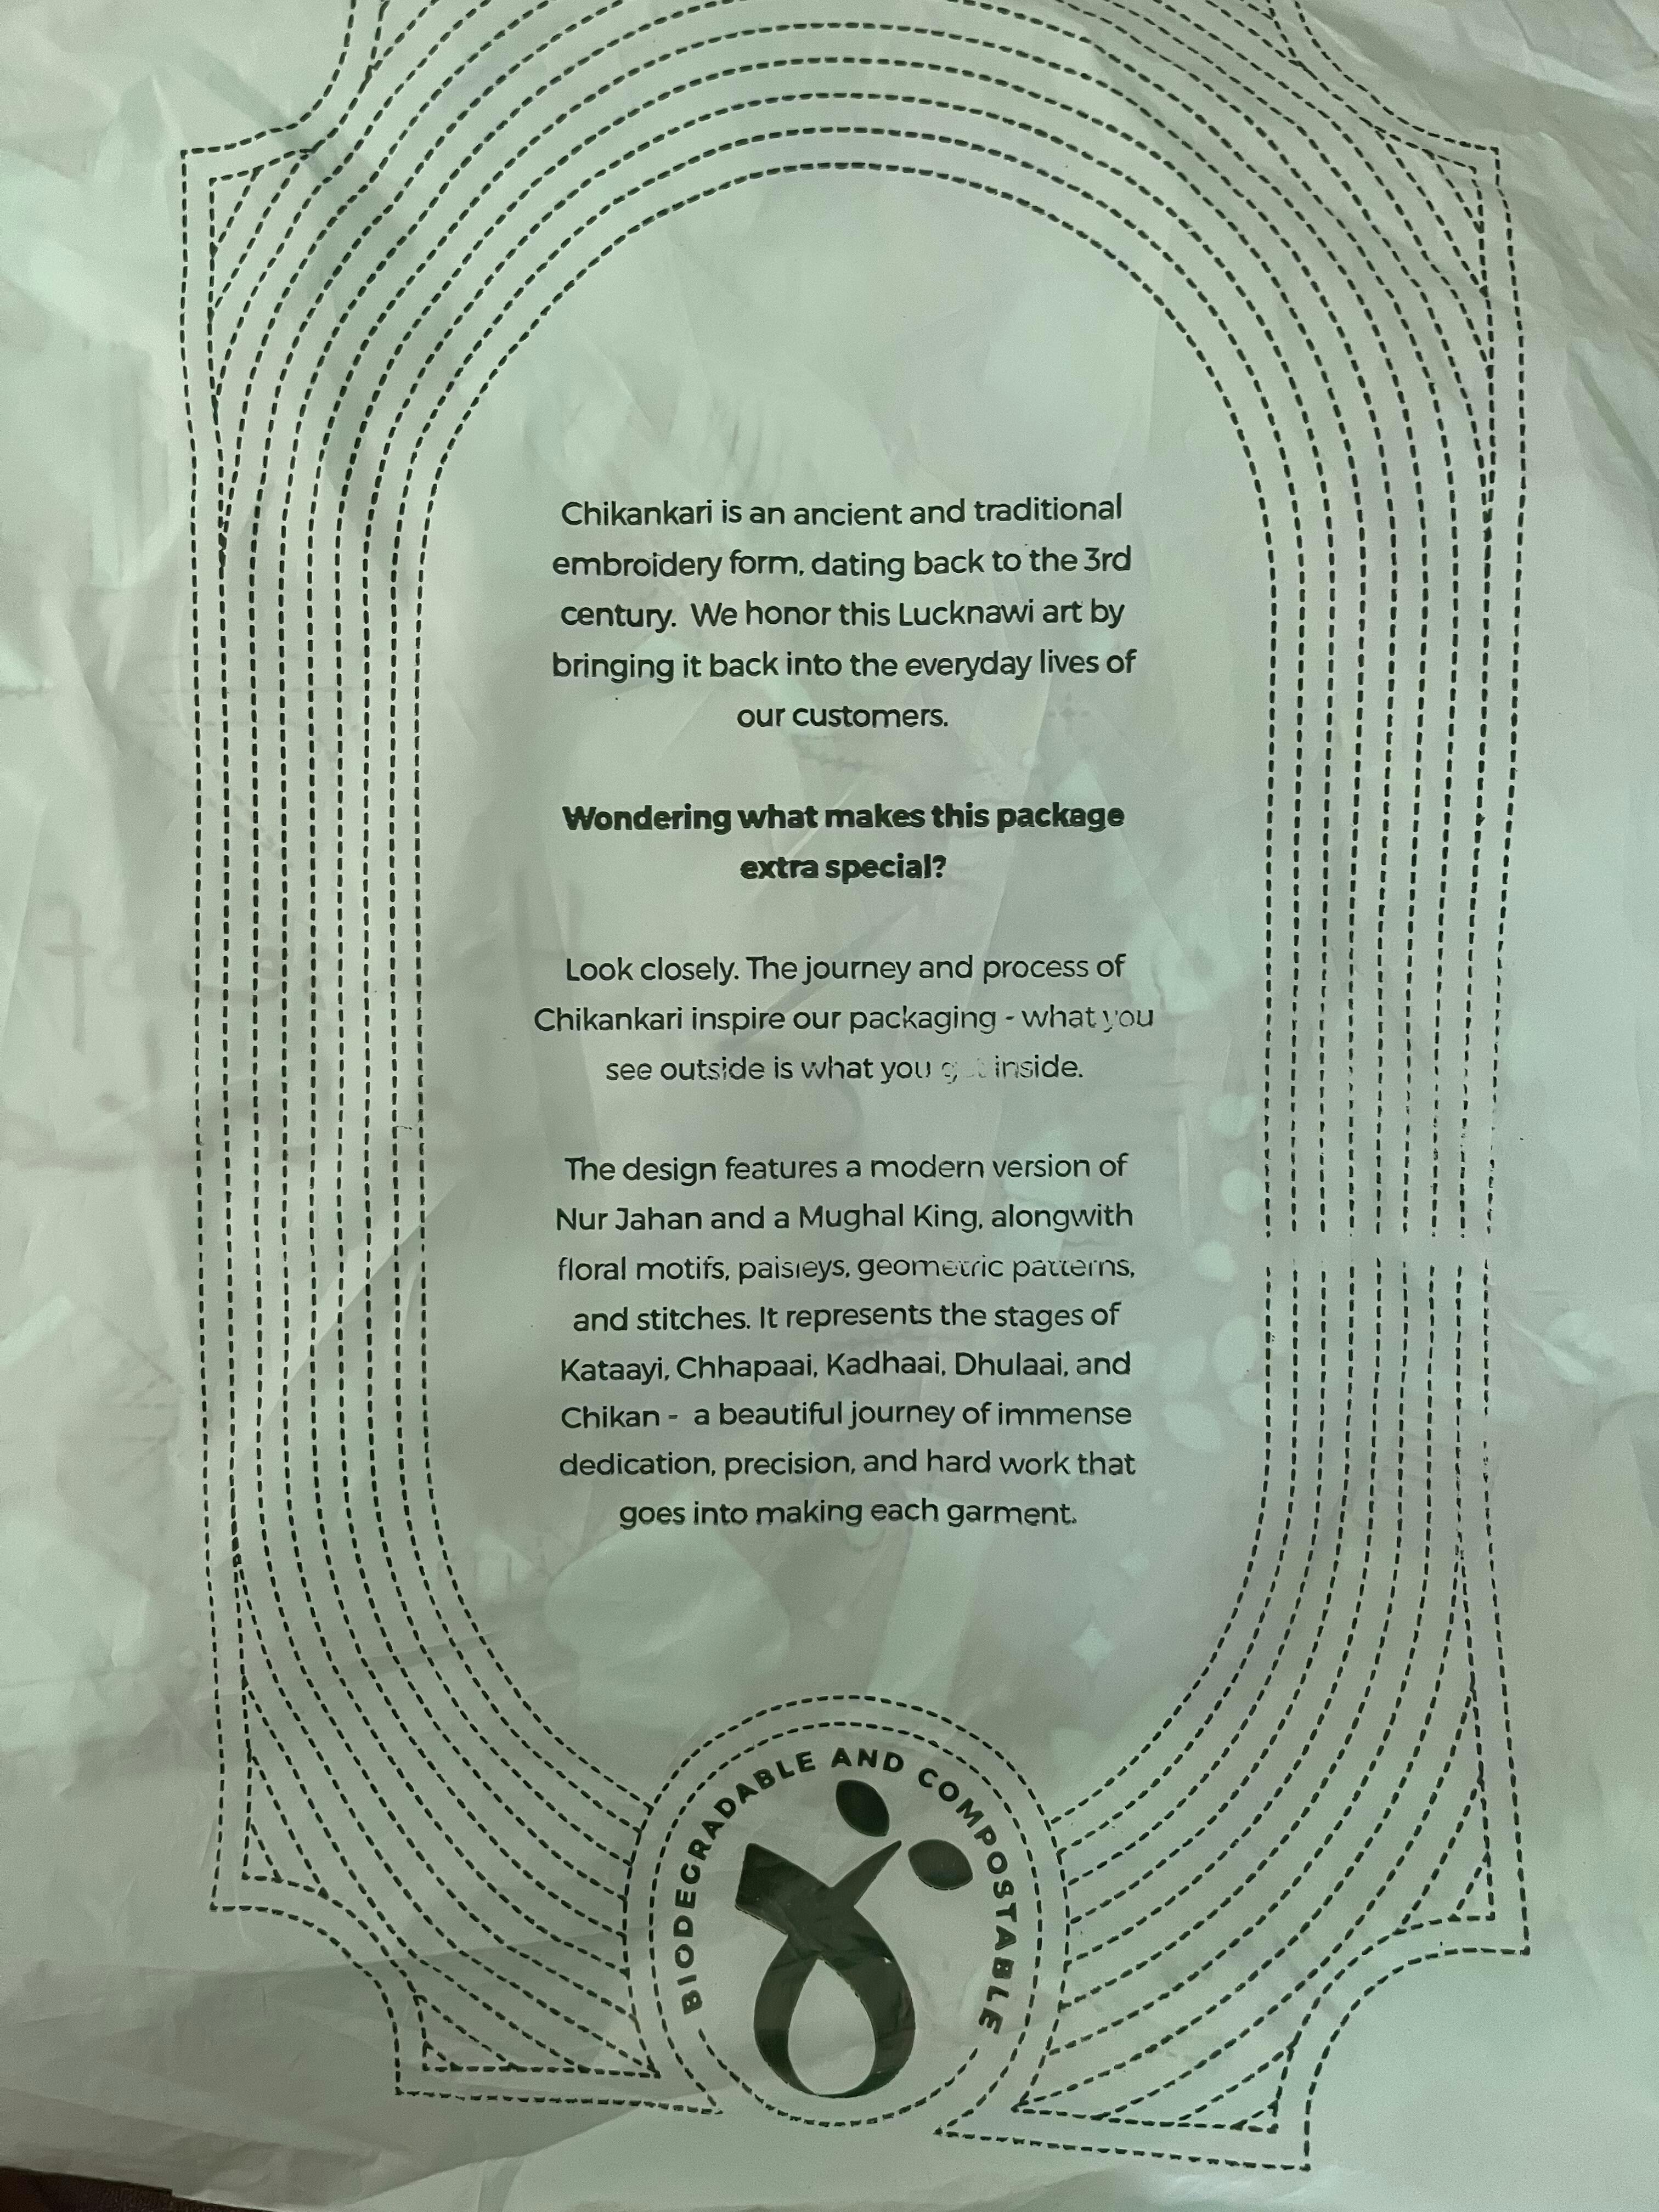 Chikankari is an ancient and traditional
embroidery form, dating back to the 3rd
century. We honor this Lucknawi art by
bringing it back into the everyday lives of
our customers.
Wondering what makes this package
extra special?
Look closely. The journey and process of
Chikankari inspire our packaging - what you
see outside is what you get inside.
The design features a modern version of
Nur Jahan and a Mughal King, alongwith
floral motifs, paisleys, geometric patterns,
and stitches. It represents the stages of
Kataayi, Chhapaai, Kadhaai, Dhulaai, and
Chikan - a beautiful journey of immense
dedication, precision, and hard work that
goes into making each garment.
BIODEGRADABLE AND COMPOSTABLE